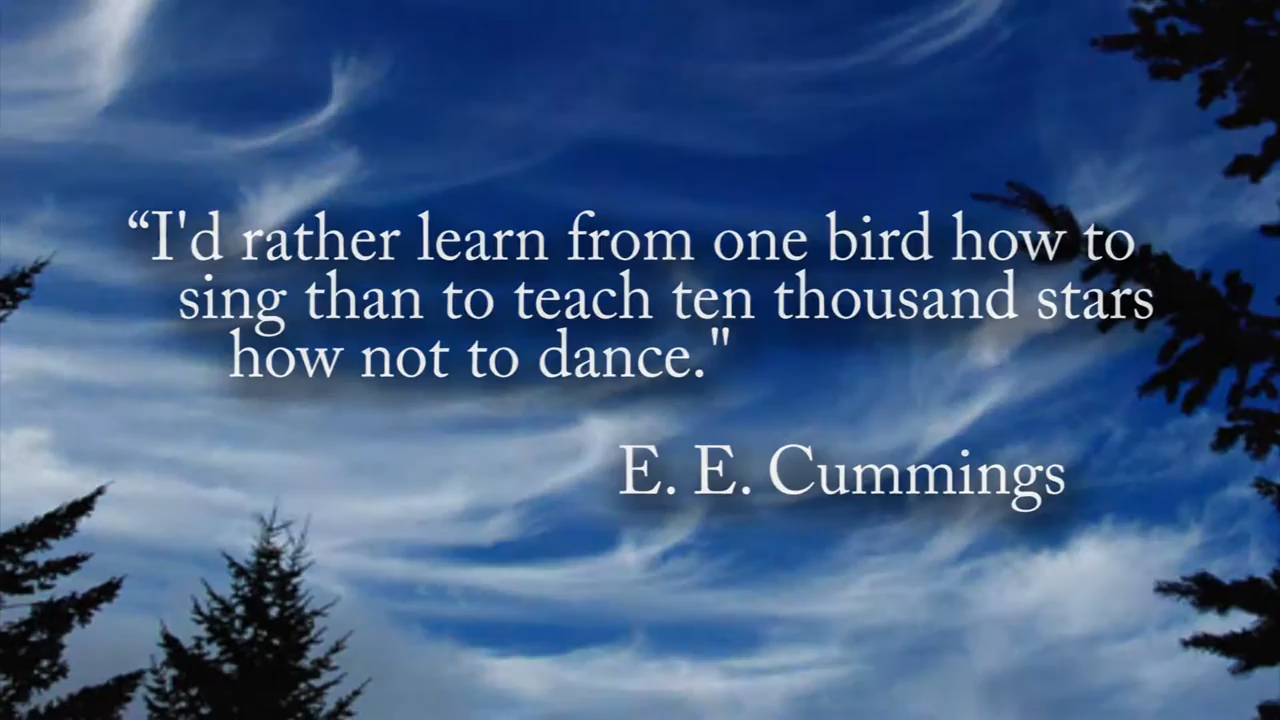 “I'd rather learn from one bird how to
sing than to teach ten thousand stars
how not to dance."
E. E. Cummings